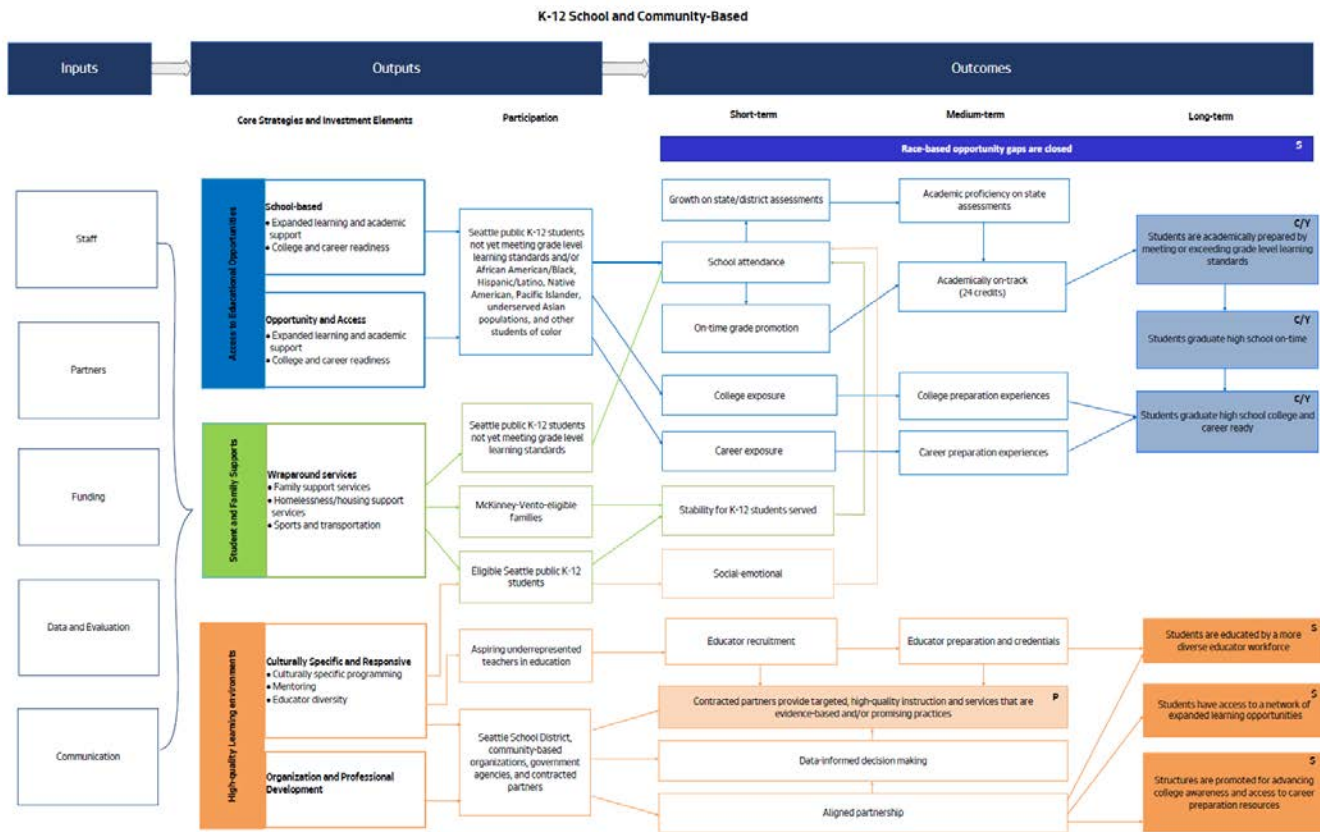 K-12 School and Community-Based
Inputs
Outputs
Outcomes
Core Strategies and Investment Elements
Participation
Short-term
Medium-term
Long-term
Race-based opportunity gaps are closed
S
Staff
Partners
Funding
Data and Evaluation
Communication
Access to Educational Opportunities
School-based
• Expanded learning and academic
support
• College and career readiness
Opportunity and Access
• Expanded learning and academic
support
• College and career readiness
Student and Family Supports
Wraparound services
• Family support services
• Homelessness/housing support
services
• Sports and transportation
High-quality Learning environments
Culturally Specific and Responsive
• Culturally specific programming
• Mentoring
• Educator diversity
Organization and Professional
Development
Seattle public K-12 students
not yet meeting grade level
learning standards and/or
African American/Black,
Hispanic/Latino, Native
American, Pacific Islander,
underserved Asian
populations, and other
students of color
Seattle public K-12 students
not yet meeting grade level
learning standards
McKinney-Vento-eligible
families
Eligible Seattle public K-12
students
Aspiring underrepresented
teachers in education
Seattle School District,
community-based
organizations, government
agencies, and contracted
partners
Growth on state/district assessments
School attendance
On-time grade promotion
College exposure
Career exposure
Stability for K-12 students served
Social-emotional
Educator recruitment
Academic proficiency on state
assessments
Academically on-track
(24 credits)
College preparation experiences
Career preparation experiences
Educator preparation and credentials
P
Contracted partners provide targeted, high-quality instruction and services that are
evidence-based and/or promising practices
Data-informed decision making
Aligned partnership
C/Y
Students are academically prepared by
meeting or exceeding grade level learning
standards
C/Y
Students graduate high school on-time
C/Y
Students graduate high school college and
career ready
S
Students are educated by a more
diverse educator workforce
S
Students have access to a network of
expanded learning opportunities
S
Structures are promoted for advancing
college awareness and access to career
preparation resources